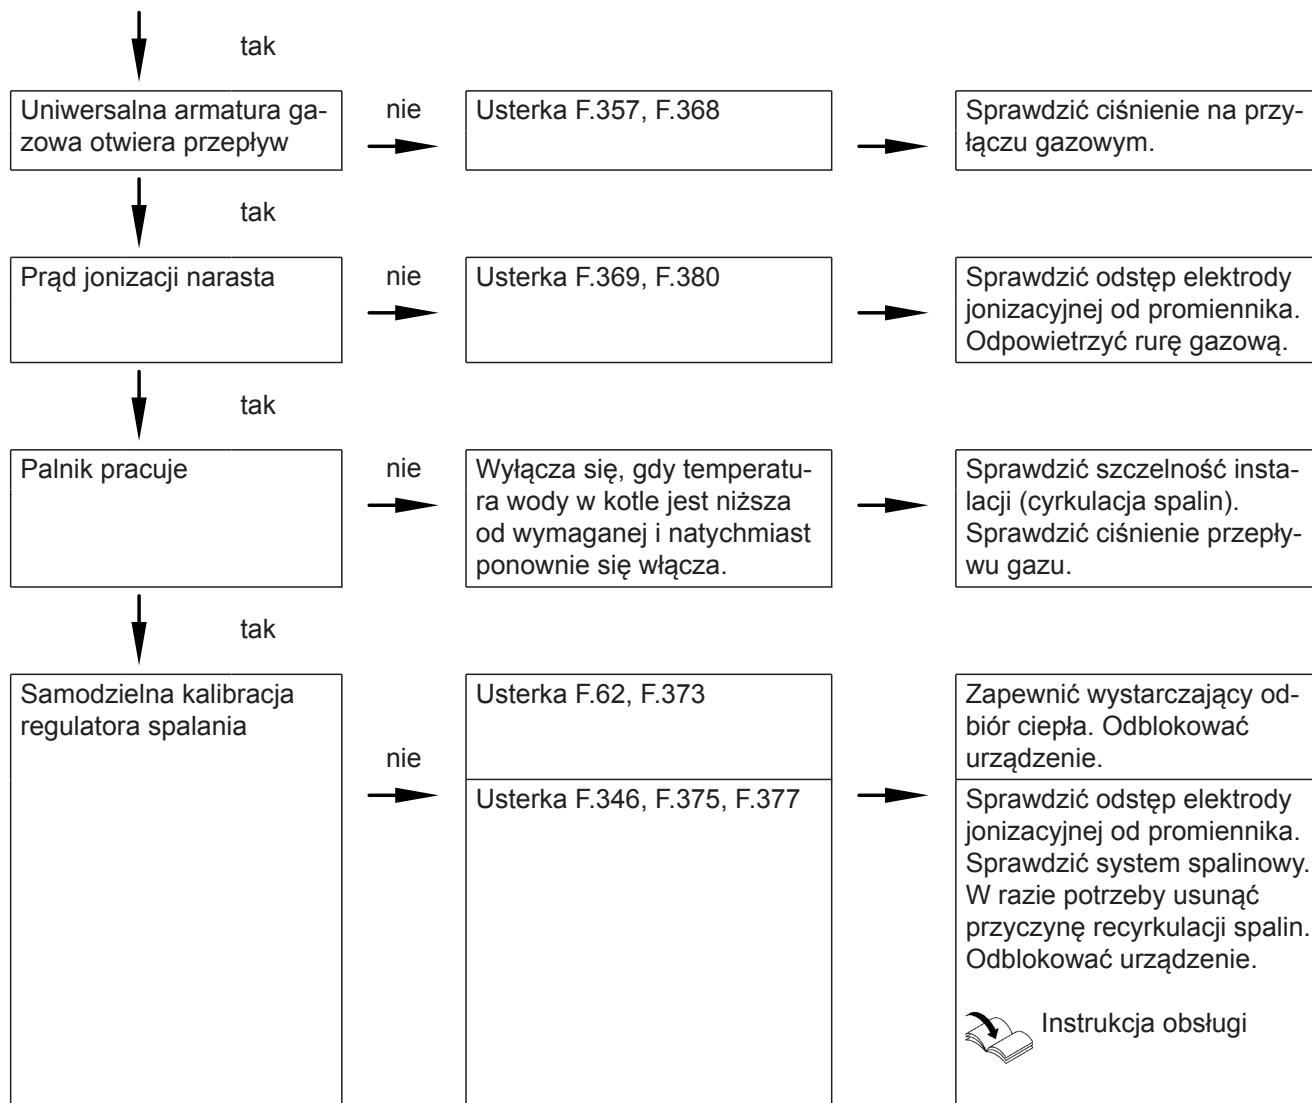 tak
Uniwersalna armatura ga-
zowa otwiera przepływ
nie
Usterka F.357, F.368
Sprawdzić ciśnienie na przy-
łączu gazowym.
tak
Prąd jonizacji narasta
nie
Usterka F.369, F.380
Sprawdzić odstęp elektrody
jonizacyjnej od promiennika.
Odpowietrzyć rurę gazową.
tak
Palnik pracuje
nie
Wyłącza się, gdy temperatu-
ra wody w kotle jest niższa
od wymaganej i natychmiast
ponownie się włącza.
Sprawdzić szczelność insta-
lacji (cyrkulacja spalin).
Sprawdzić ciśnienie przepły-
wu gazu.
tak
Samodzielna kalibracja
regulatora spalania
nie
Usterka F.62, F.373
Zapewnić wystarczający od-
biór ciepła. Odblokować
urządzenie.
Usterka F.346, F.375, F.377
Sprawdzić odstęp elektrody
jonizacyjnej od promiennika.
Sprawdzić system spalinowy.
W razie potrzeby usunąć
przyczynę recyrkulacji spalin.
Odblokować urządzenie.
Instrukcja obsługi